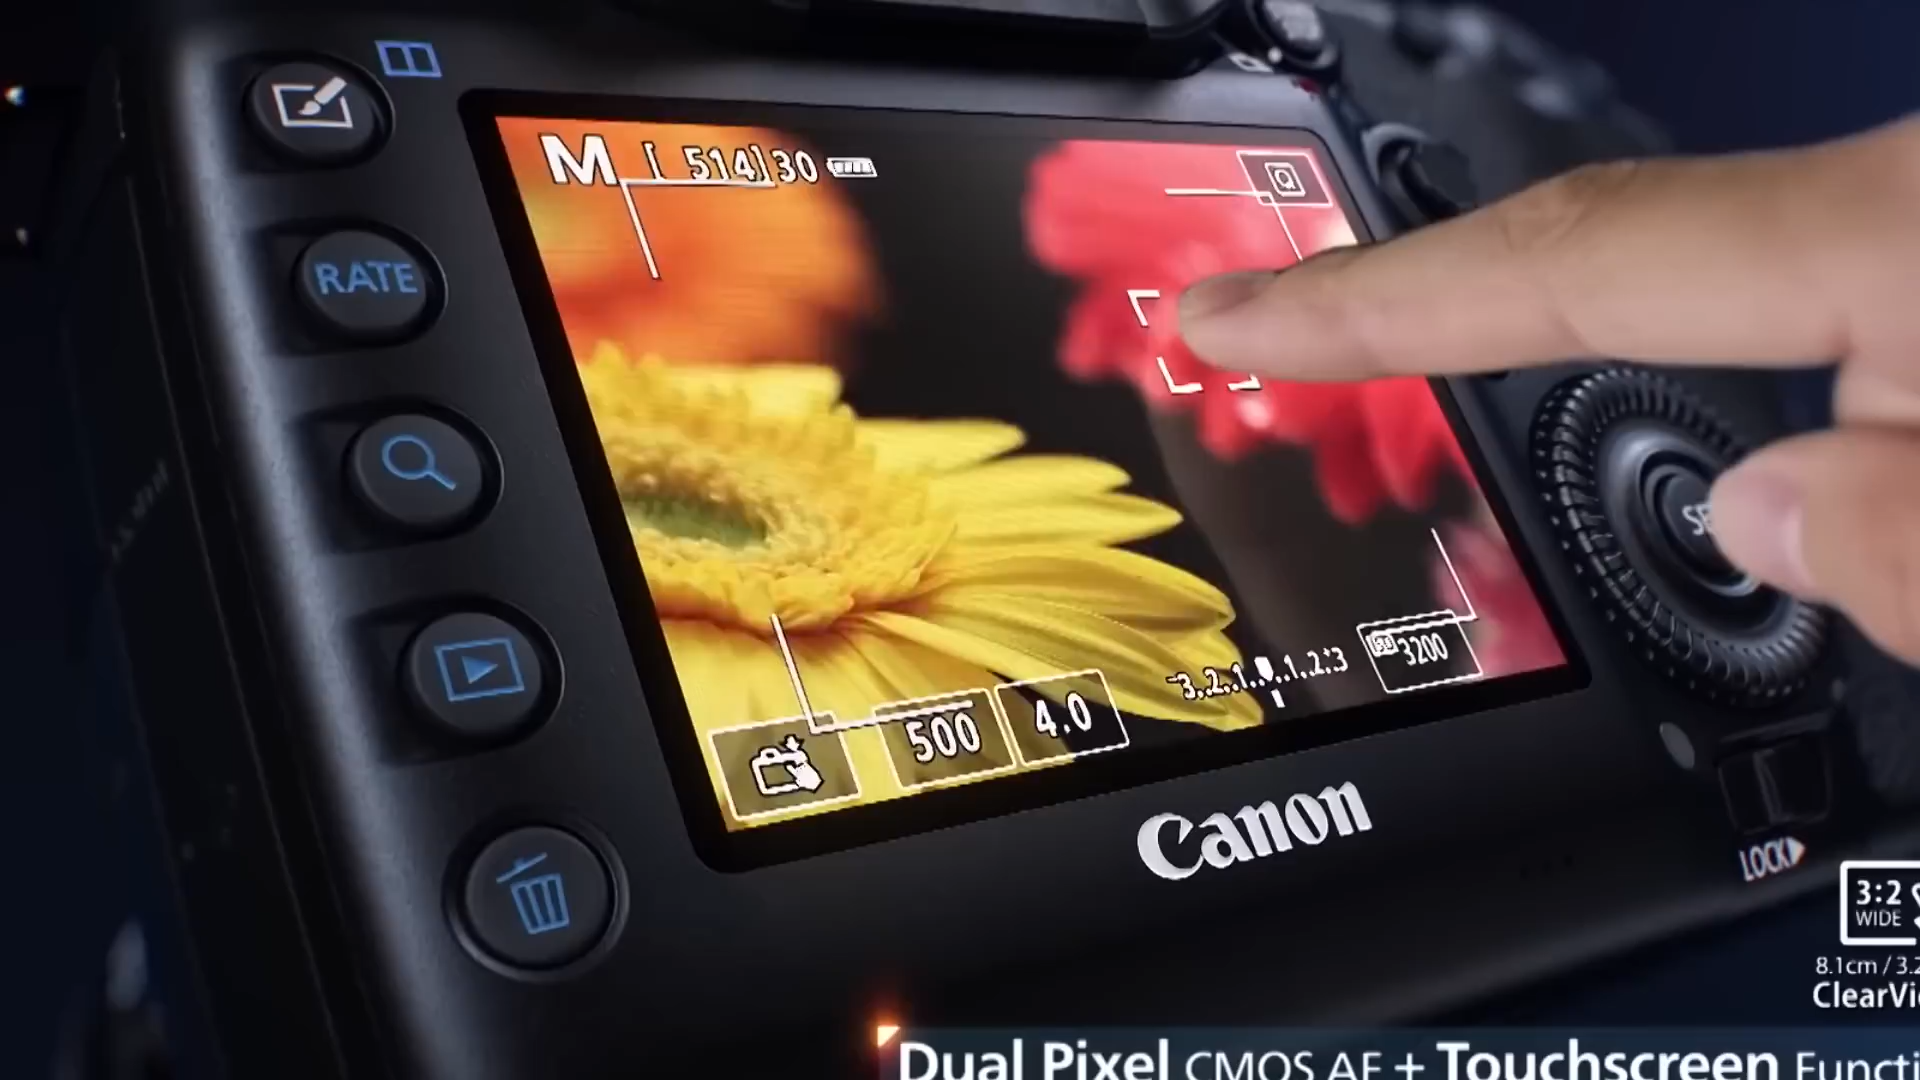 M [ 514] 30
Q
RATE
500 4.0
-3..2..1..1..2..3
3200
SE
Canon
LOCK▶
3:2
WIDE
8.1cm / 3.2
ClearVi
Dual Pixel CMOS AF + Touchscreen Functi